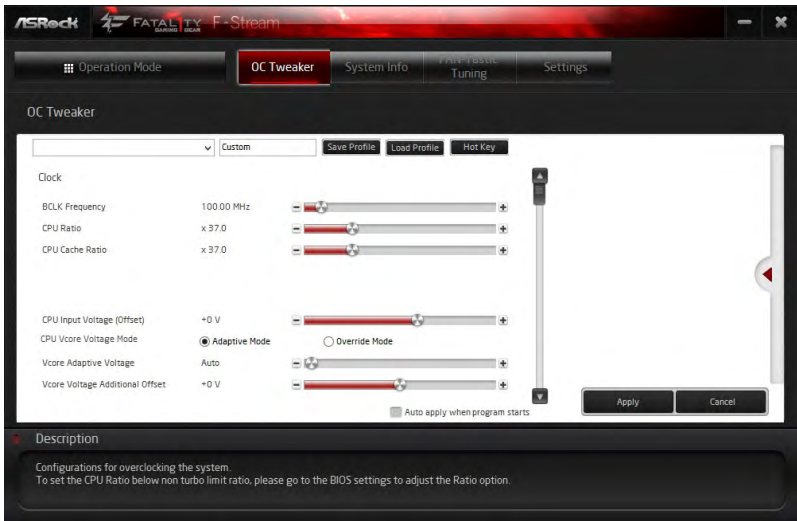 ASRock FATAL1TY GAMING GEAR F-Stream
Operation Mode
OC Tweaker
System Info
Tuning
Settings
OC Tweaker
Custom
Save Profile
Load Profile
Hot Key
Clock
BCLK Frequency 100.00 MHz
CPU Ratio x 37.0
CPU Cache Ratio x 37.0
CPU Input Voltage (Offset) +0 V
CPU Vcore Voltage Mode Adaptive Mode Override Mode
Vcore Adaptive Voltage Auto
Vcore Voltage Additional Offset +0 V
Auto apply when program starts
Apply
Cancel
Description
Configurations for overclocking the system.
To set the CPU Ratio below non turbo limit ratio, please go to the BIOS settings to adjust the Ratio option.